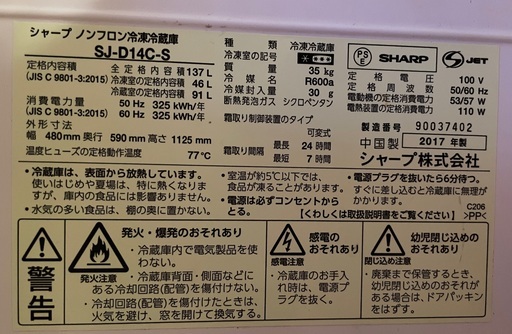 シャープ ノンフロン冷凍冷蔵庫
SJ-D14C-S
定格内容積 全定格内容積 137 L
(JIS C 9801-3:2015) 冷凍室 46 L
冷蔵室 91 L
消費電力量 50 Hz 325 kWh/年
(JIS C 9801-3:2015) 60 Hz 325 kWh/年
外形寸法
幅 480mm 奥行 590mm 高さ 1125 mm
温度ヒューズの定格動作温度 77℃
種類 冷凍冷蔵庫
冷凍室の記号
質量 35 kg
冷媒 R600a
冷媒封入量 30 g
断熱発泡ガス シクロペンタン
霜取り制御装置のタイプ
可変式
霜取り間隔 最長 24 時間
最短 7 時間
PSE SHARP S JET
定格電圧 100 V
定格周波数 50/60 Hz
電動機の定格消費電力 53/57 W
電熱装置の定格消費電力 110 W
製造番号 90037402
中国製 2017 年製
シャープ株式会社
・冷蔵庫は、表面から放熱しています。
使いはじめや夏場は、特に熱くなりま
すが、庫内の食品には影響ありません。
・水気の多い食品は、棚の奥に置かない。
・室温が約5℃以下では、
食品が凍ることがあります。
・電源は必ずコンセントか
らとる。
・電源プラグを抜いたら6分待つ。
すぐに差し込むと冷蔵庫に無理が
かかります。
【くわしくは取扱説明書をご覧ください】
C206
>PP<
警告
発火・爆発のおそれあり
発火注意
・冷蔵庫内で電気製品を使
わない。
・冷蔵庫背面・側面などに
ある冷却回路(配管)を傷付けない。
・冷却回路(配管)を傷付けたときは、
火気を避け、窓を開けて換気する。
感電の
おそれあり
感電注意
・冷蔵庫のお手入
れ時は、電源プ
ラグを抜く。
幼児閉じ込めの
おそれあり
閉じ込め注意
・廃棄まで保管するとき、
幼児閉じ込めのおそれが
ある場合は、ドアパッキン
をはずす。